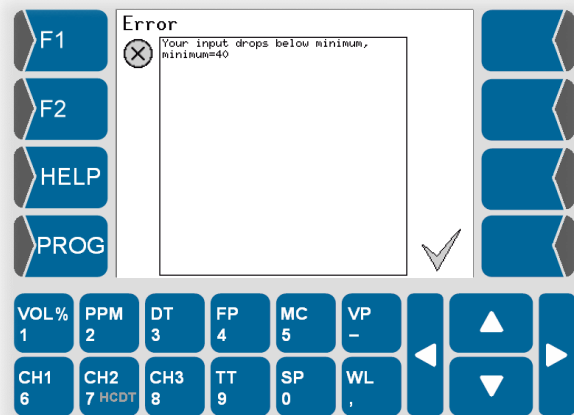 Error
Your input drops below minimum,
minimum=40
F1
F2
HELP
PROG
VOL% PPM DT FP MC VP
1 2 3 4 5 –
CH1 CH2 CH3 TT SP WL
6 7 HCDT 8 9 0 ,